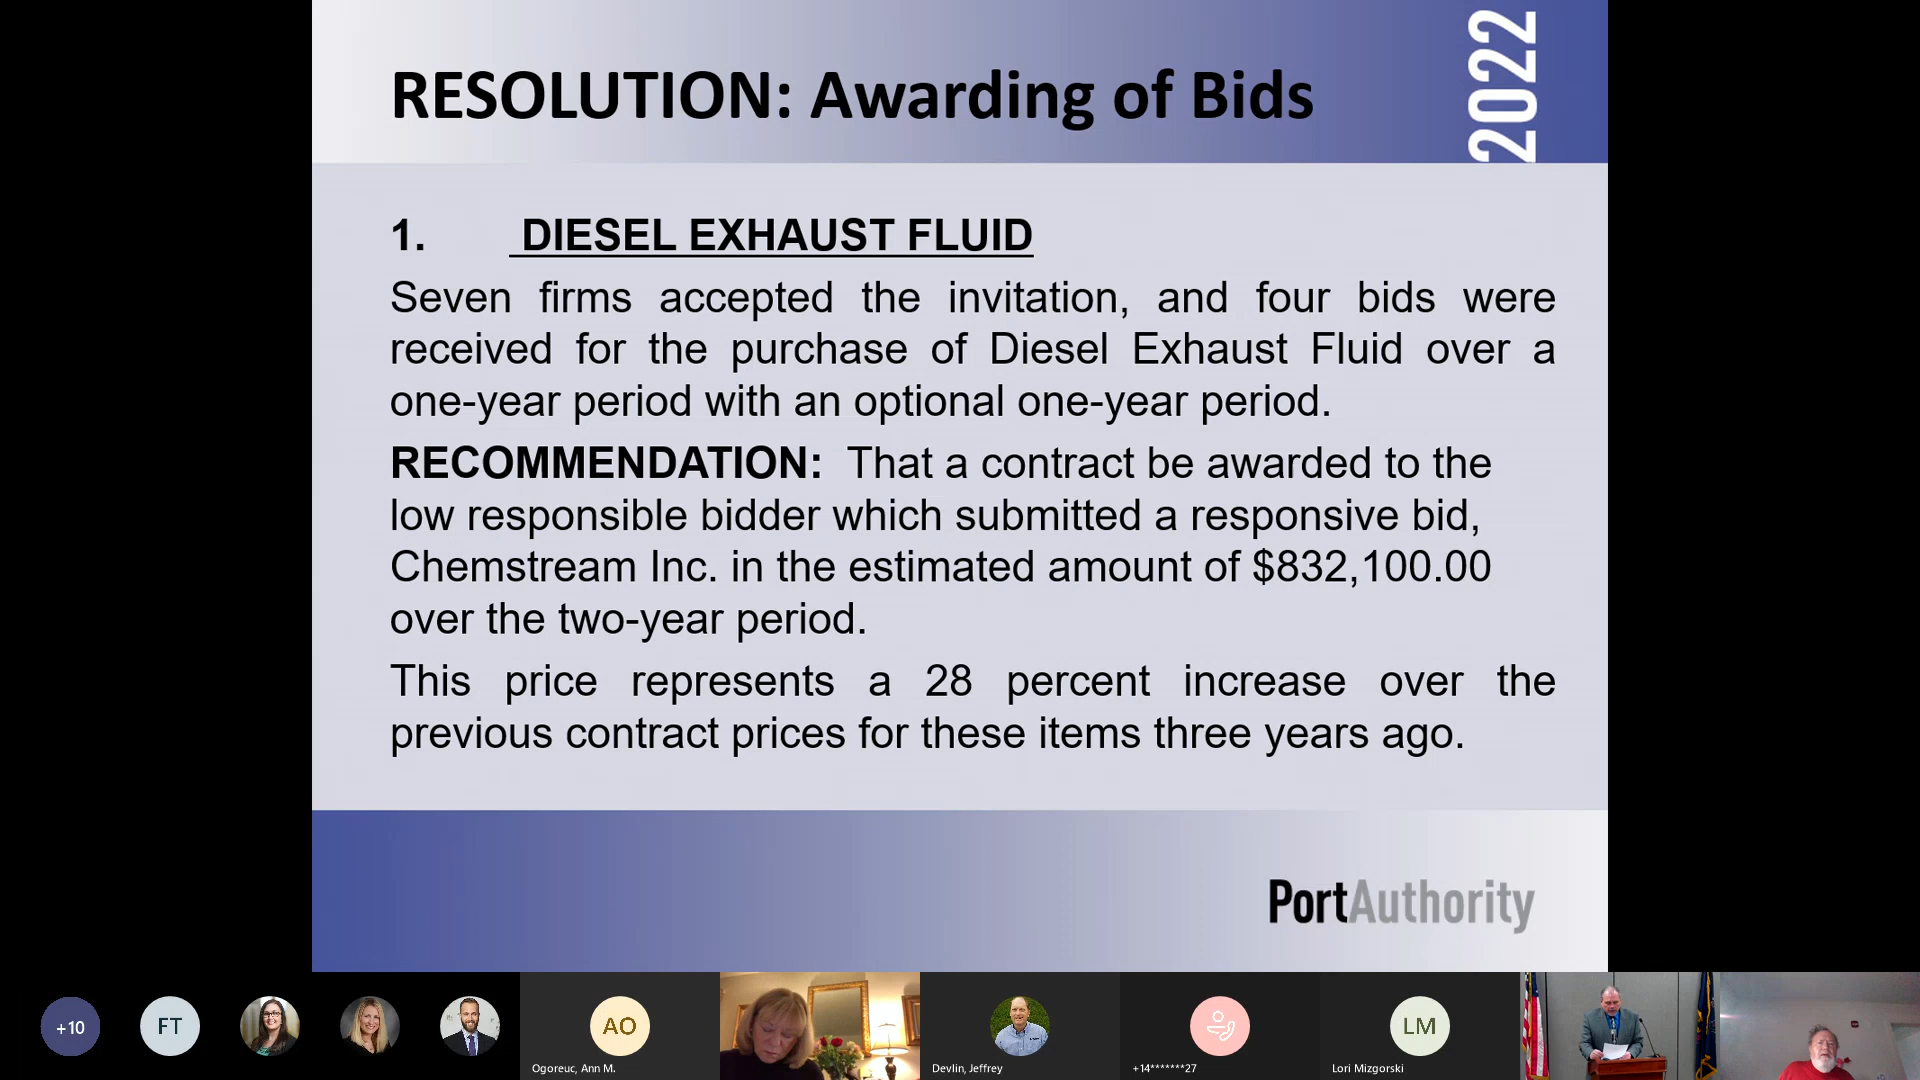 RESOLUTION: Awarding of Bids
2022
1. DIESEL EXHAUST FLUID
Seven firms accepted the invitation, and four bids were
received for the purchase of Diesel Exhaust Fluid over a
one-year period with an optional one-year period.
RECOMMENDATION: That a contract be awarded to the
low responsible bidder which submitted a responsive bid,
Chemstream Inc. in the estimated amount of $832,100.00
over the two-year period.
This price represents a 28 percent increase over the
previous contract prices for these items three years ago.
PortAuthority
+10
FT
AO
Ogoreuc, Ann M.
Devlin, Jeffrey
+14*******27
LM
Lori Mizgorski